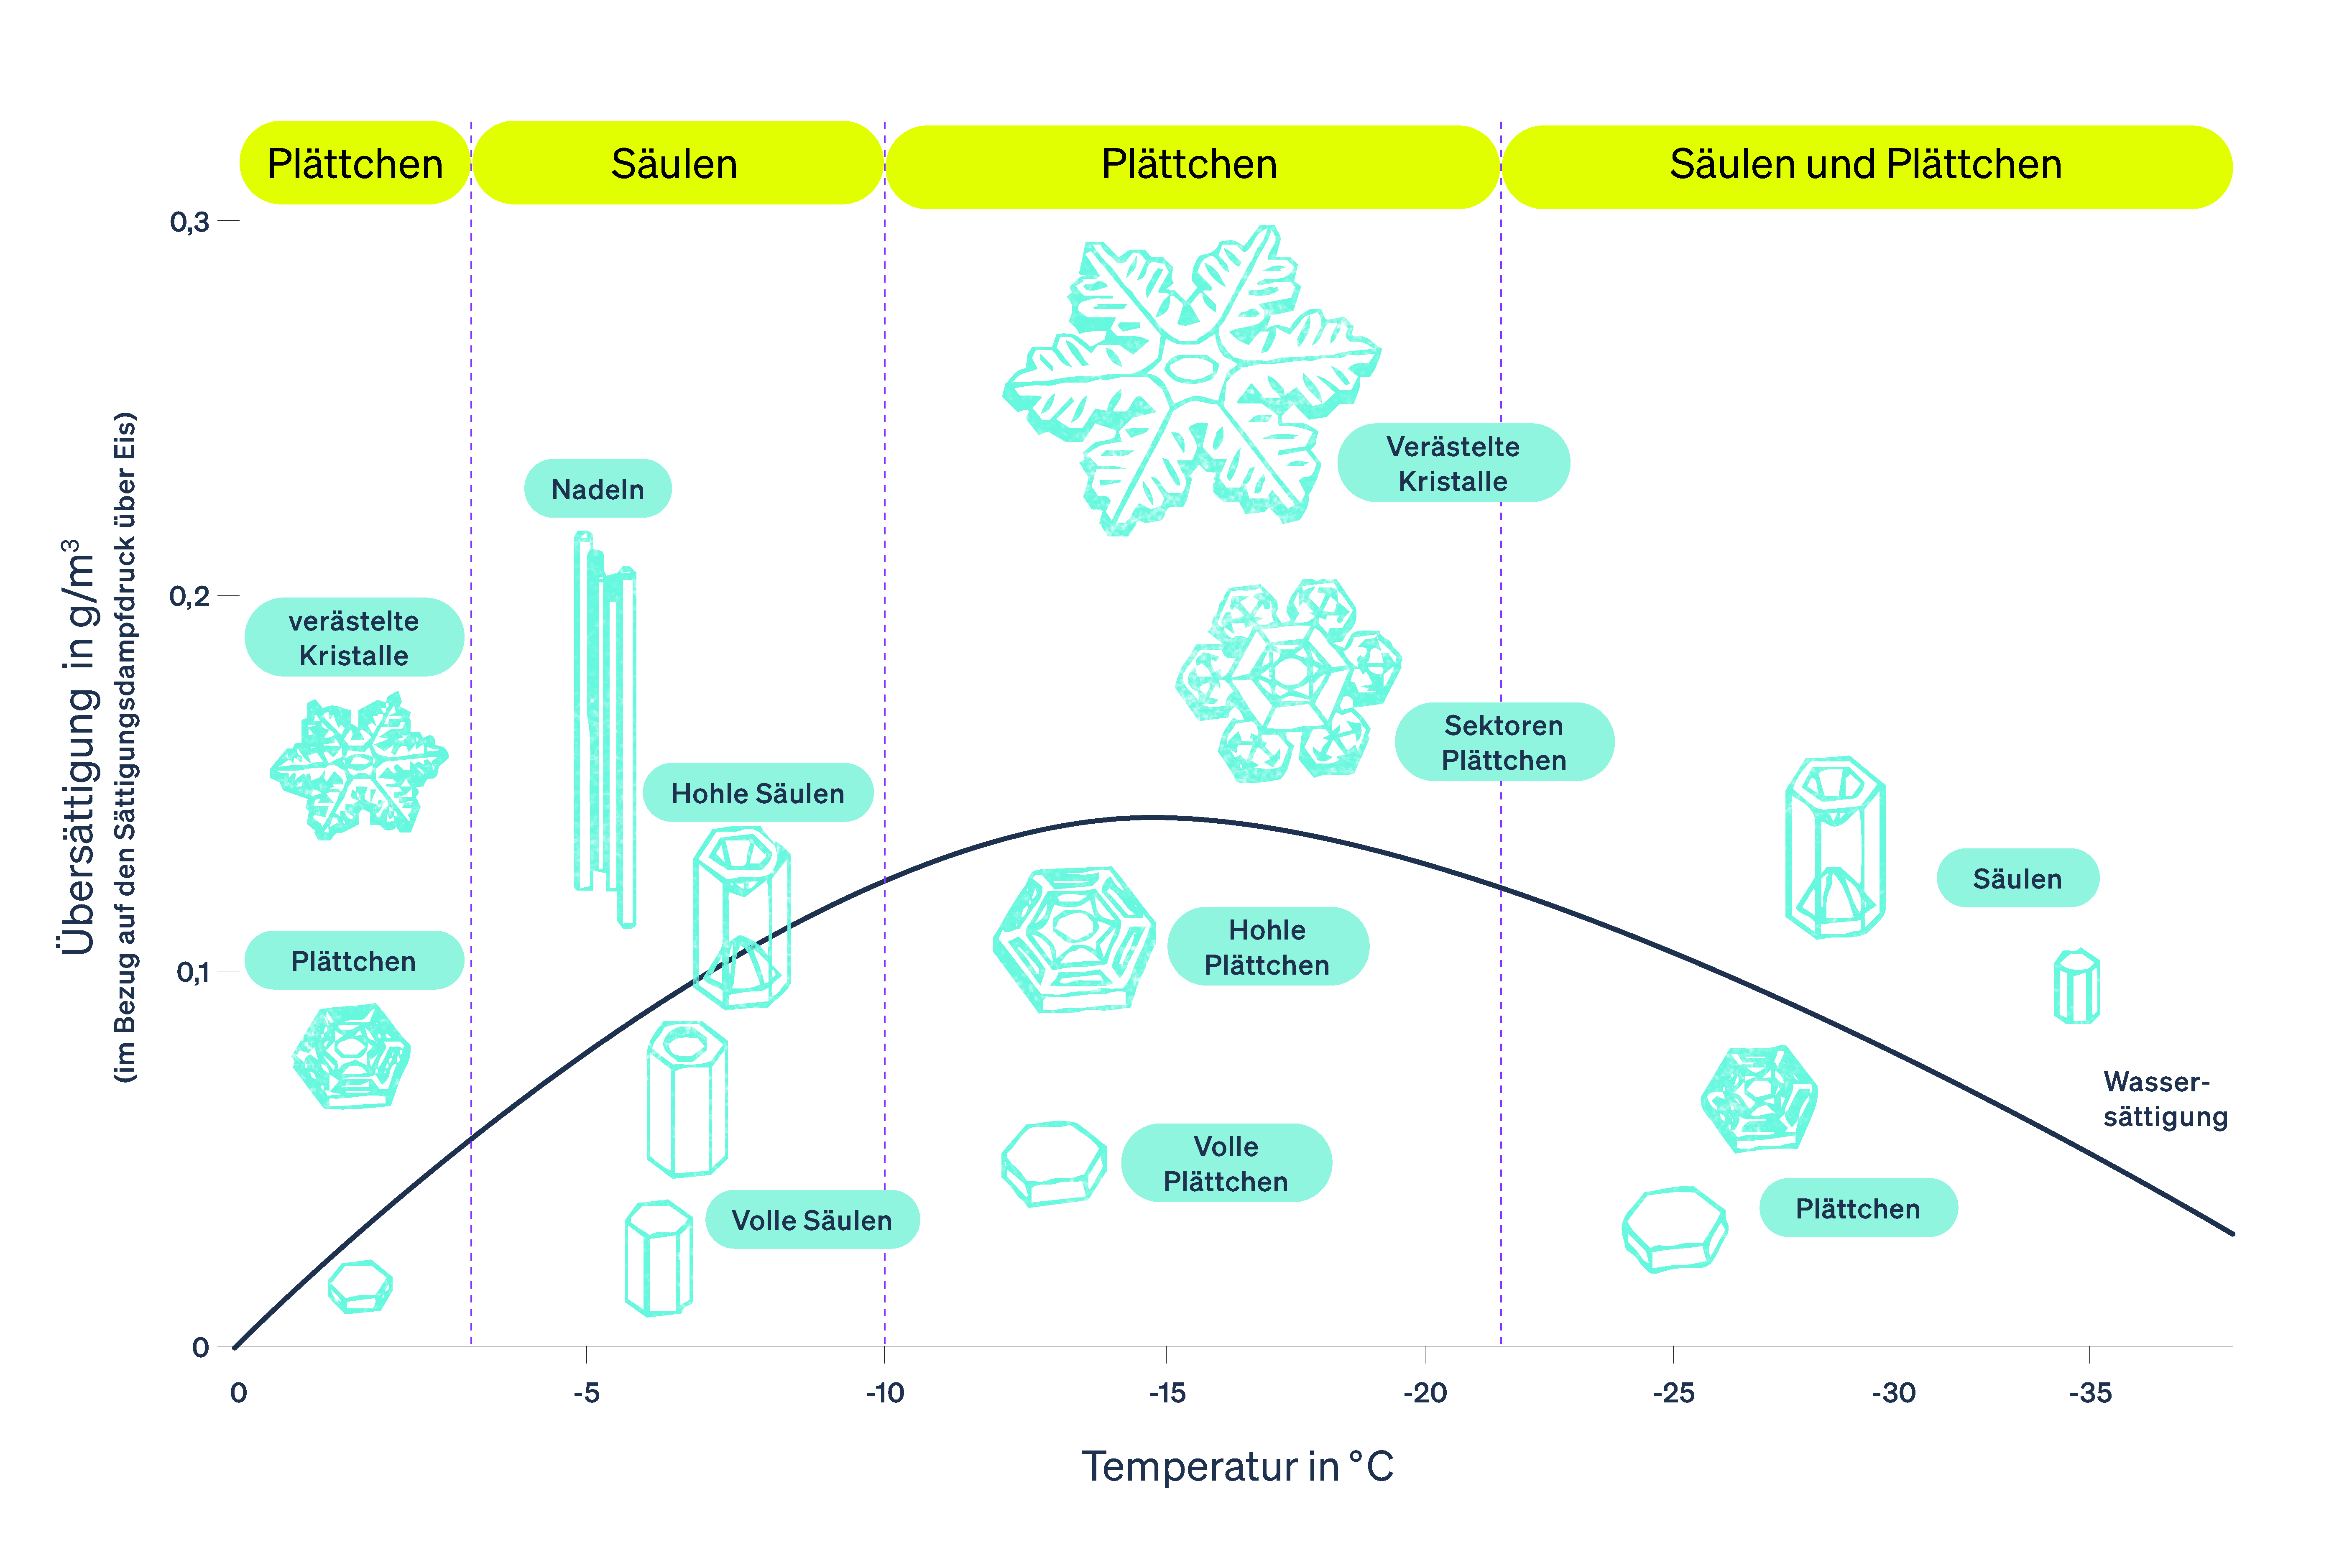 Plättchen
Säulen
Plättchen
Säulen und Plättchen
Übersättigung in g/m³
(im Bezug auf den Sättigungsdampfdruck über Eis)
0,3
0,2
0,1
0
verästelte
Kristalle
Plättchen
Nadeln
Hohle Säulen
Volle Säulen
Verästelte
Kristalle
Sektoren
Plättchen
Hohle
Plättchen
Volle
Plättchen
Säulen
Plättchen
Wasser-
sättigung
0
-5
-10
-15
-20
-25
-30
-35
Temperatur in °C